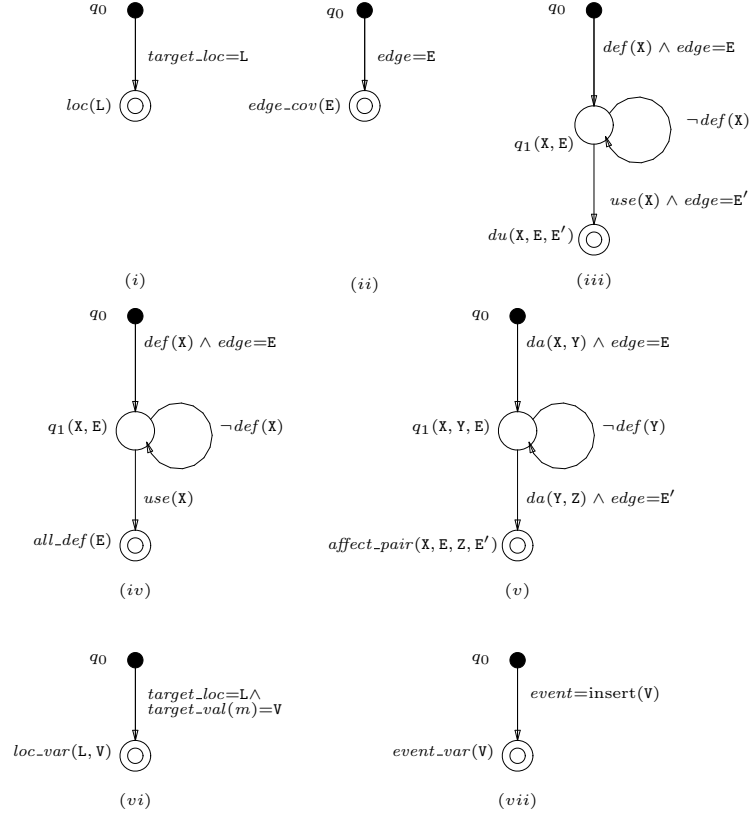 q₀ q₀ q₀
target_loc=L edge=E def(X) ∧ edge=E
loc(L) edge_cov(E) q₁(X, E) ¬def(X)
use(X) ∧ edge=E′
du(X, E, E′)
(i) (ii) (iii)
q₀ q₀
def(X) ∧ edge=E da(X, Y) ∧ edge=E
q₁(X, E) ¬def(X) q₁(X, Y, E) ¬def(Y)
use(X) da(Y, Z) ∧ edge=E′
all_def(E) affect_pair(X, E, Z, E′)
(iv) (v)
q₀ q₀
target_loc=L∧ event=insert(V)
target_val(m)=V
loc_var(L, V) event_var(V)
(vi) (vii)